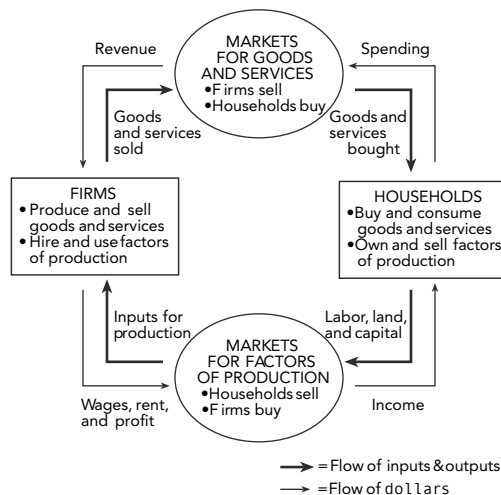 Revenue
MARKETS
FOR GOODS
AND SERVICES
•Firms sell
•Households buy
Spending
Goods
and services
sold
Goods and
services
bought
FIRMS
•Produce and sell
goods and services
•Hire and use factors
of production
HOUSEHOLDS
•Buy and consume
goods and services
•Own and sell factors
of production
Inputs for
production
Labor, land,
and capital
MARKETS
FOR FACTORS
OF PRODUCTION
•Households sell
•Firms buy
Wages, rent,
and profit
Income
= Flow of inputs & outputs
= Flow of dollars